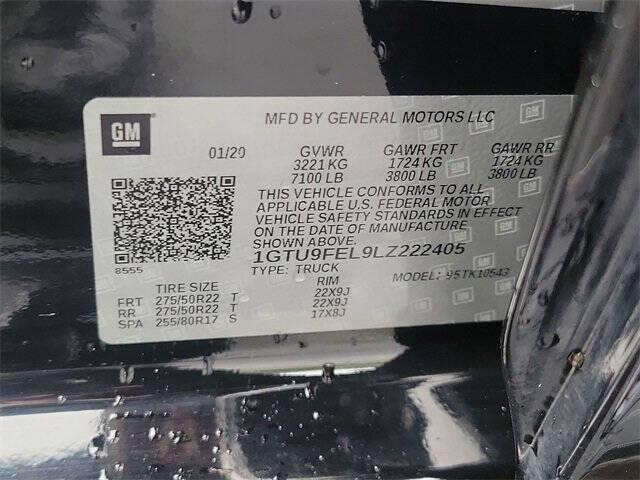 GM
MFD BY GENERAL MOTORS LLC
01/20 GVWR GAWR FRT GAWR RR
3221 KG 1724 KG 1724 KG
7100 LB 3800 LB 3800 LB
THIS VEHICLE CONFORMS TO ALL
APPLICABLE U.S. FEDERAL MOTOR
VEHICLE SAFETY STANDARDS IN EFFECT
ON THE DATE OF MANUFACTURE
SHOWN ABOVE.
1GTU9FEL9LZ222405
8555
TYPE: TRUCK MODEL: 95TK10543
TIRE SIZE RIM
FRT 275/50R22 T 22X9J
RR 275/50R22 T 22X9J
SPA 255/80R17 S 17X8J